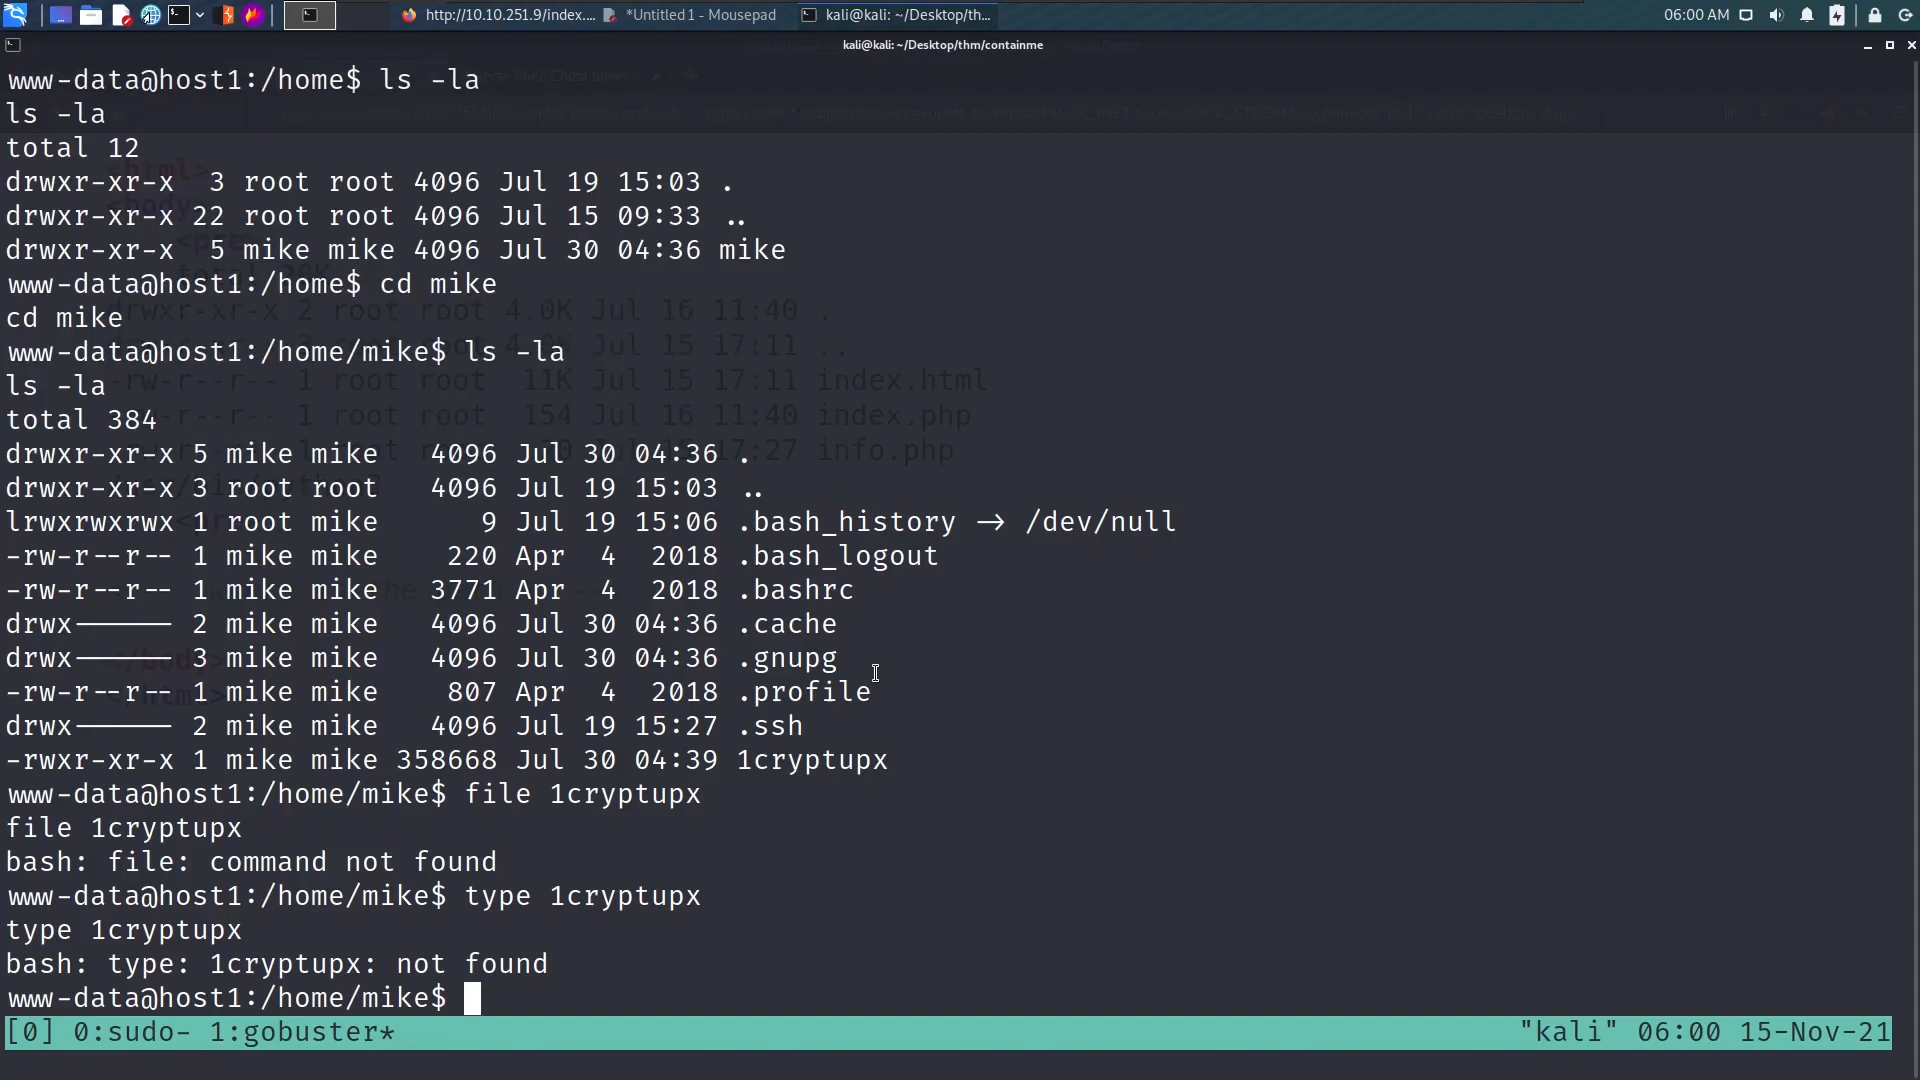 http://10.10.251.9/index.... *Untitled 1 - Mousepad kali@kali: ~/Desktop/th... 06:00 AM
kali@kali: ~/Desktop/thm/containme
www-data@host1:/home$ ls -la
ls -la
total 12
drwxr-xr-x 3 root root 4096 Jul 19 15:03 .
drwxr-xr-x 22 root root 4096 Jul 15 09:33 ..
drwxr-xr-x 5 mike mike 4096 Jul 30 04:36 mike
www-data@host1:/home$ cd mike
cd mike
www-data@host1:/home/mike$ ls -la
ls -la
total 384
drwxr-xr-x 5 mike mike 4096 Jul 30 04:36 .
drwxr-xr-x 3 root root 4096 Jul 19 15:03 ..
lrwxrwxrwx 1 root mike 9 Jul 19 15:06 .bash_history -> /dev/null
-rw-r--r-- 1 mike mike 220 Apr 4 2018 .bash_logout
-rw-r--r-- 1 mike mike 3771 Apr 4 2018 .bashrc
drwx------ 2 mike mike 4096 Jul 30 04:36 .cache
drwx------ 3 mike mike 4096 Jul 30 04:36 .gnupg
-rw-r--r-- 1 mike mike 807 Apr 4 2018 .profile
drwx------ 2 mike mike 4096 Jul 19 15:27 .ssh
-rwxr-xr-x 1 mike mike 358668 Jul 30 04:39 1cryptupx
www-data@host1:/home/mike$ file 1cryptupx
file 1cryptupx
bash: file: command not found
www-data@host1:/home/mike$ type 1cryptupx
type 1cryptupx
bash: type: 1cryptupx: not found
www-data@host1:/home/mike$
[0] 0:sudo- 1:gobuster* "kali" 06:00 15-Nov-21